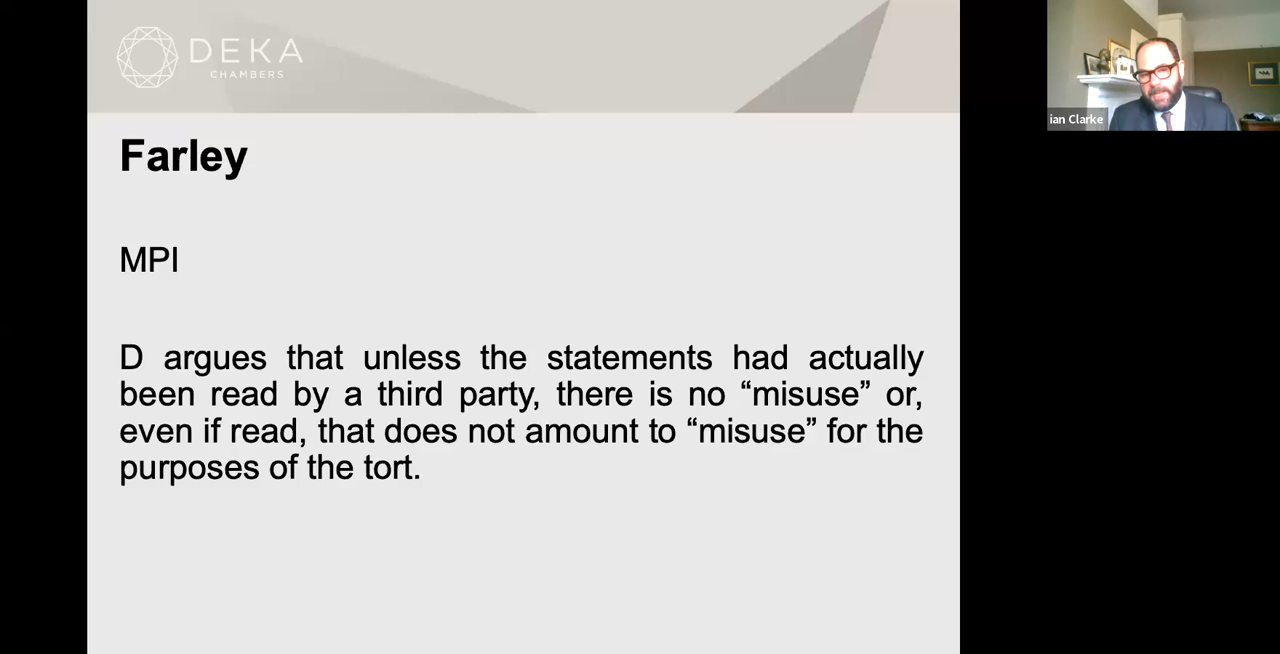 DEKA
CHAMBERS
ian Clarke
Farley
MPI
D argues that unless the statements had actually
been read by a third party, there is no “misuse” or,
even if read, that does not amount to “misuse” for the
purposes of the tort.